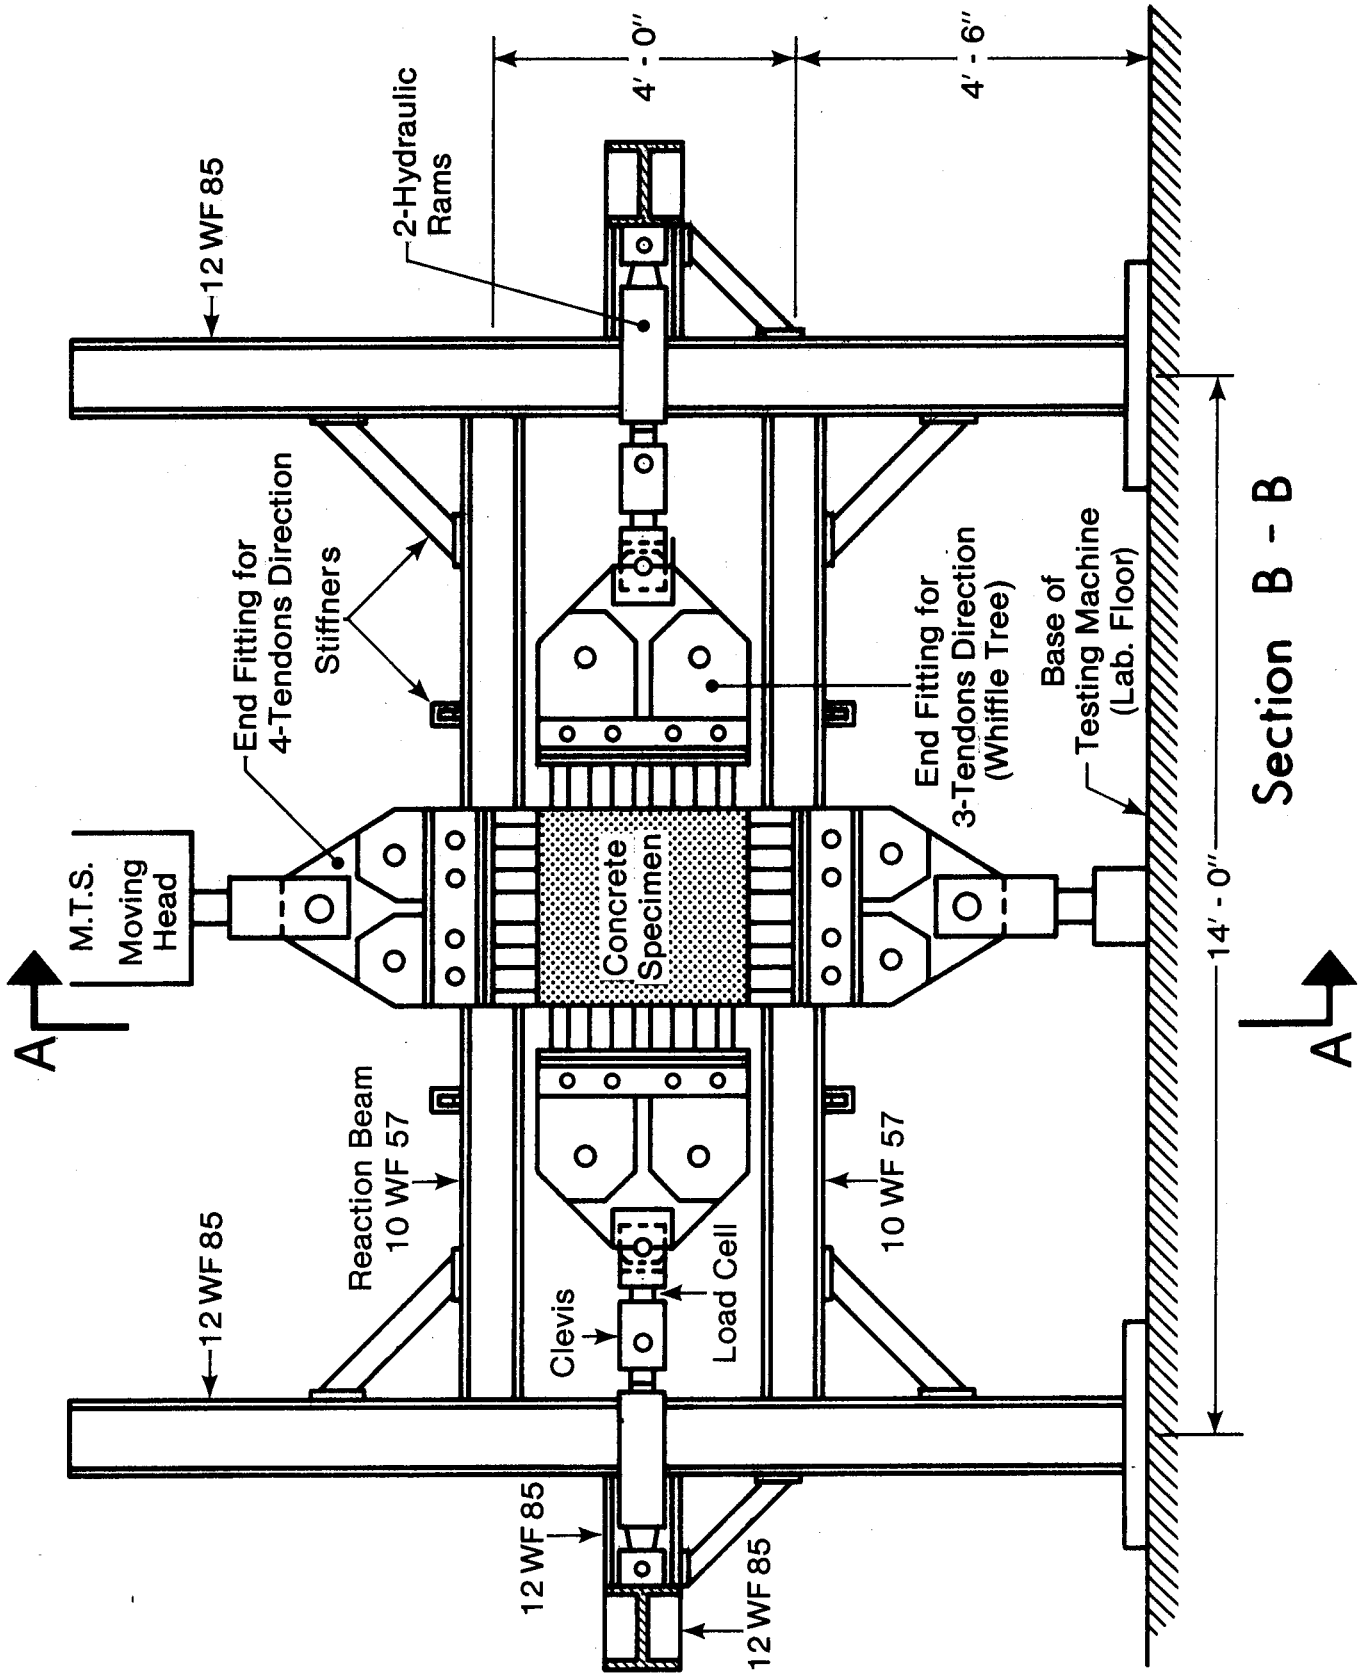 A
M.T.S.
Moving
Head
12 WF 85
12 WF 85
End Fitting for
4-Tendons Direction
Stiffners
2-Hydraulic
Rams
4' - 0"
4' - 6"
Reaction Beam
10 WF 57
Concrete
Specimen
Clevis
Load Cell
12 WF 85
12 WF 85
10 WF 57
End Fitting for
3-Tendons Direction
(Whiffle Tree)
Base of
Testing Machine
(Lab. Floor)
14' - 0"
A
Section B - B